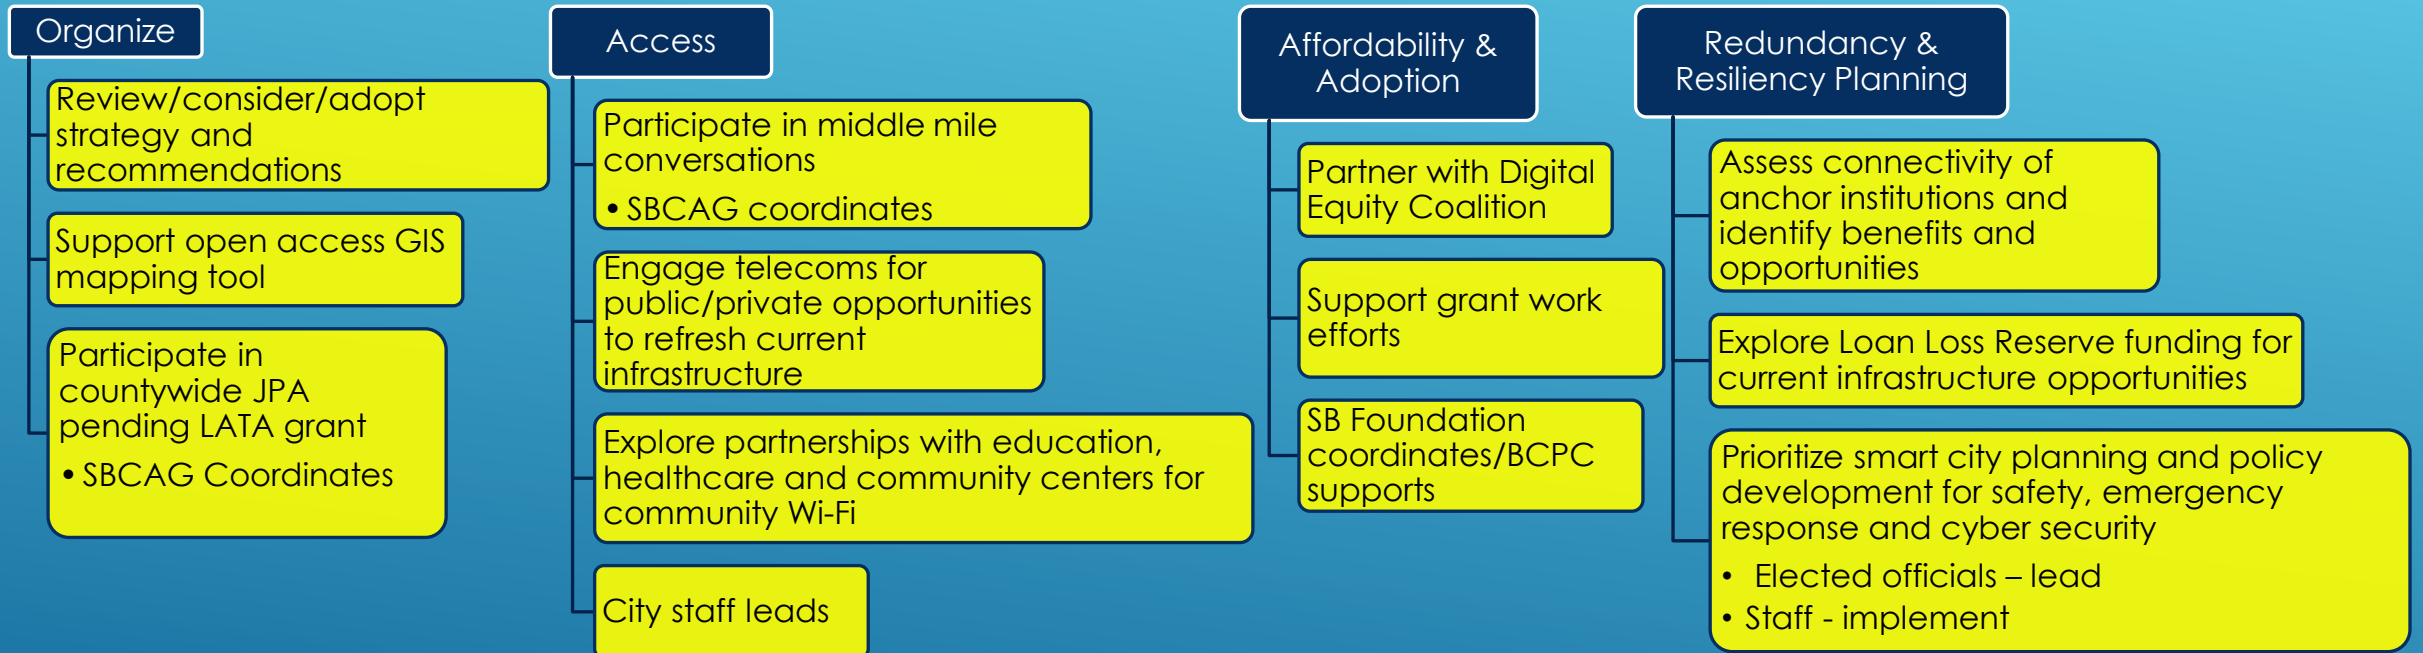 Organize
Review/consider/adopt
strategy and
recommendations
Support open access GIS
mapping tool
Participate in
countywide JPA
pending LATA grant
• SBCAG Coordinates
Access
Participate in middle mile
conversations
• SBCAG coordinates
Engage telecoms for
public/private opportunities
to refresh current
infrastructure
Explore partnerships with education,
healthcare and community centers for
community Wi-Fi
City staff leads
Affordability &
Adoption
Partner with Digital
Equity Coalition
Support grant work
efforts
SB Foundation
coordinates/BCPC
supports
Redundancy &
Resiliency Planning
Assess connectivity of
anchor institutions and
identify benefits and
opportunities
Explore Loan Loss Reserve funding for
current infrastructure opportunities
Prioritize smart city planning and policy
development for safety, emergency
response and cyber security
• Elected officials – lead
• Staff - implement